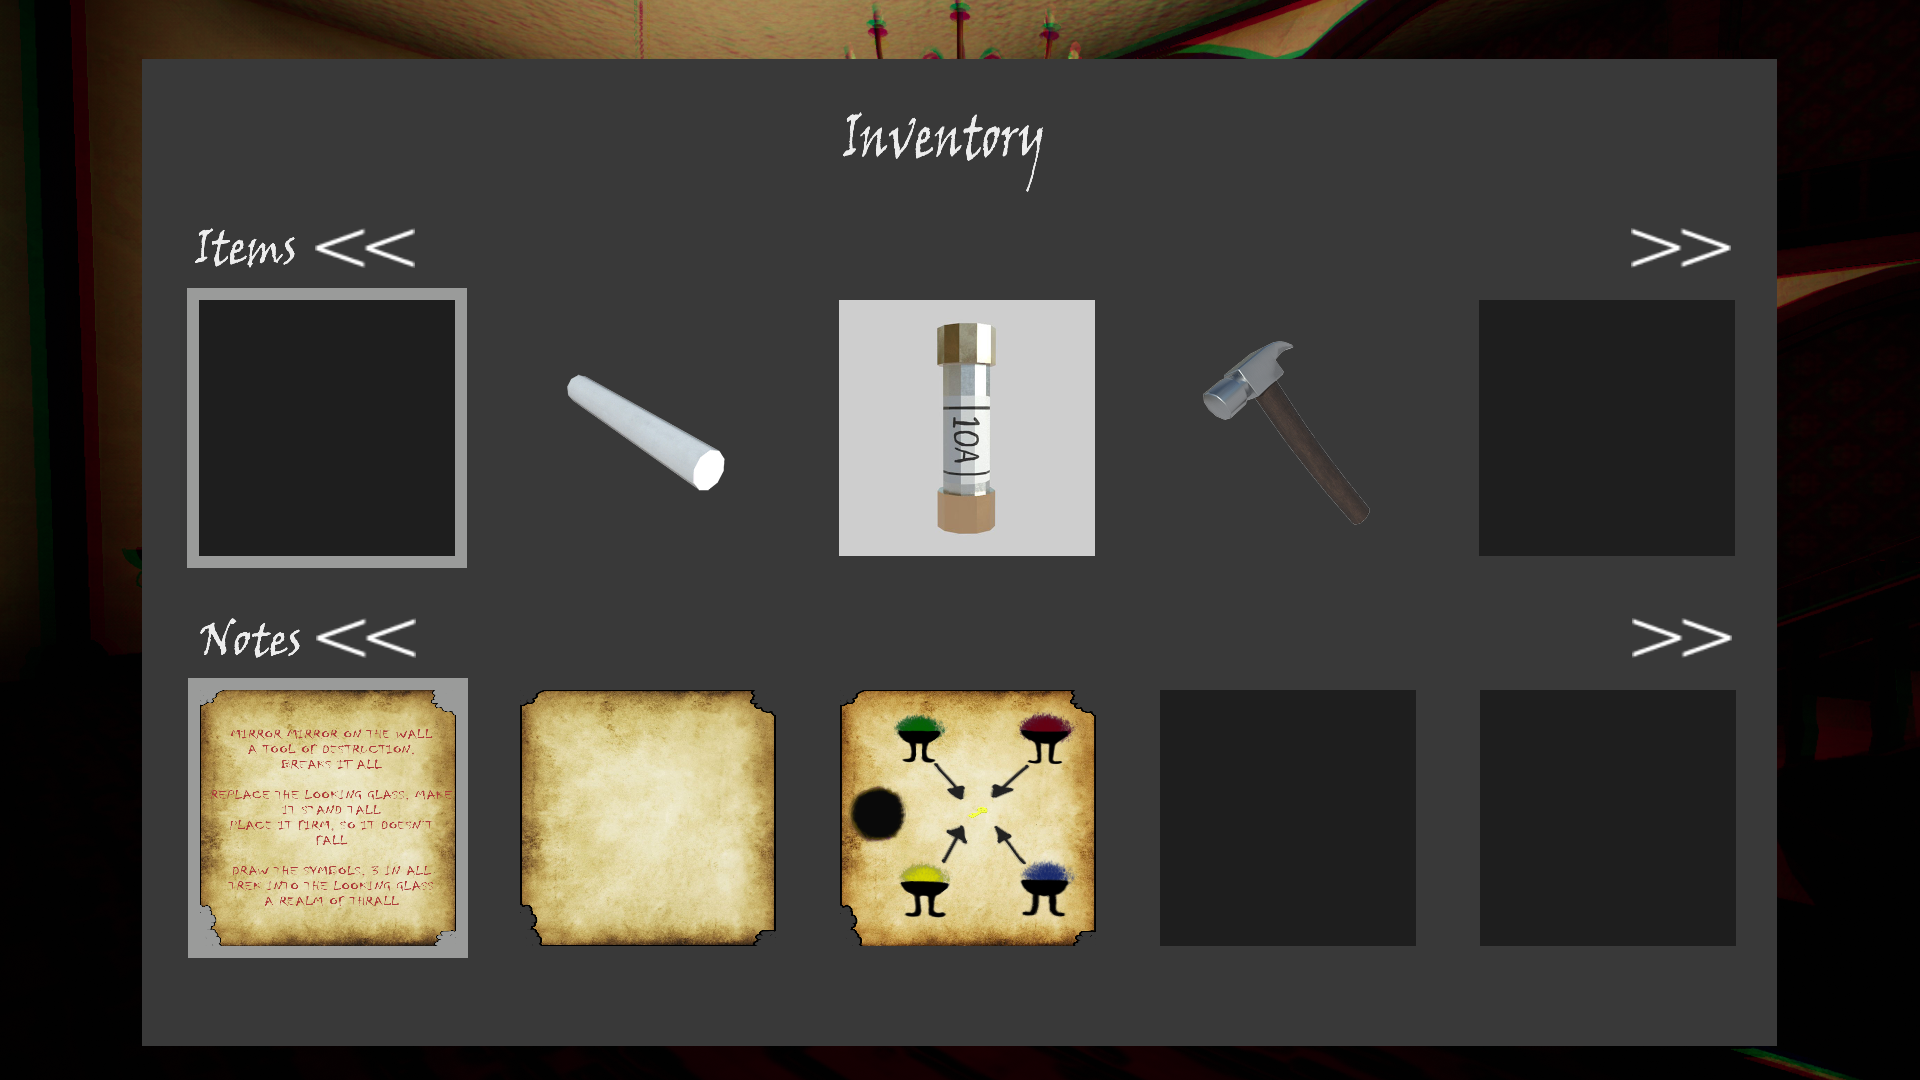 Inventory
Items <<
>>
10A
Notes <<
>>
MIRROR MIRROR ON THE WALL
A TOOL OF DESTRUCTION.
BREAKS IT ALL
REPLACE THE LOOKING GLASS, MAKE
IT STAND TALL
PLACE IT FIRM, SO IT DOESN'T
FALL
DRAW THE SYMBOLS, 3 IN ALL
TREK INTO THE LOOKING GLASS
A REALM OF THRALL